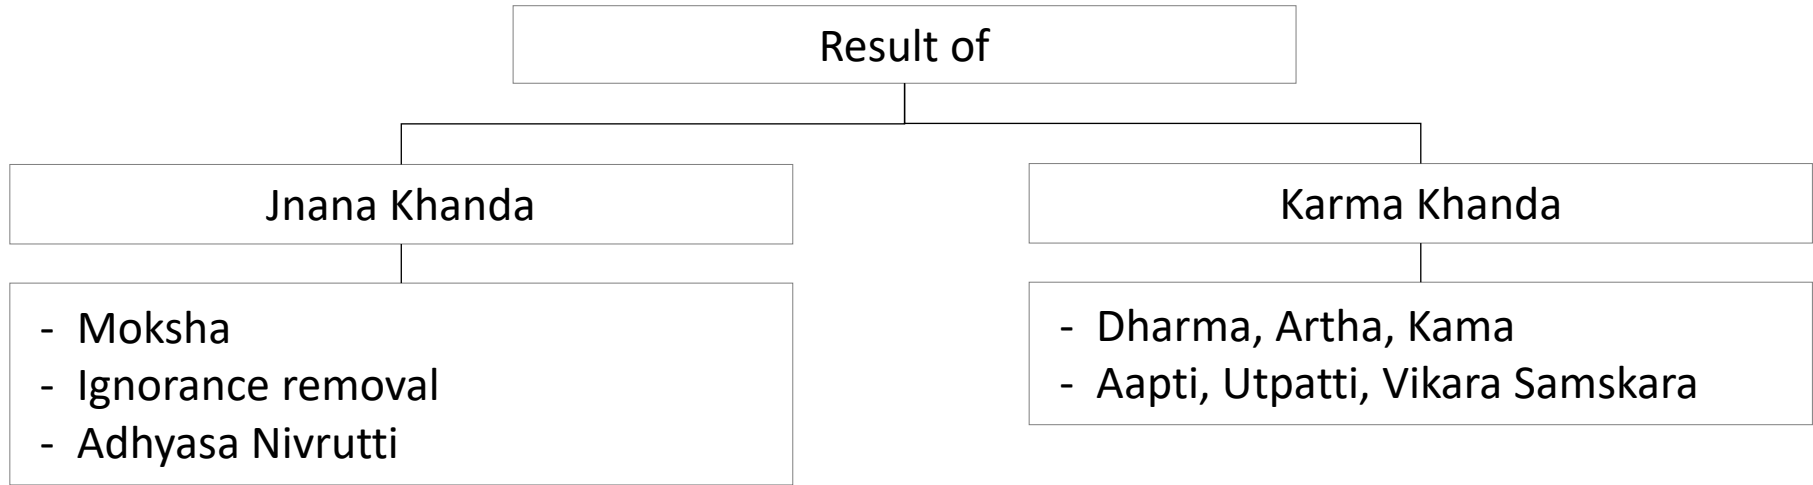 Result of
Jnana Khanda
- Moksha
- Ignorance removal
- Adhyasa Nivrutti
Karma Khanda
- Dharma, Artha, Kama
- Aapti, Utpatti, Vikara Samskara